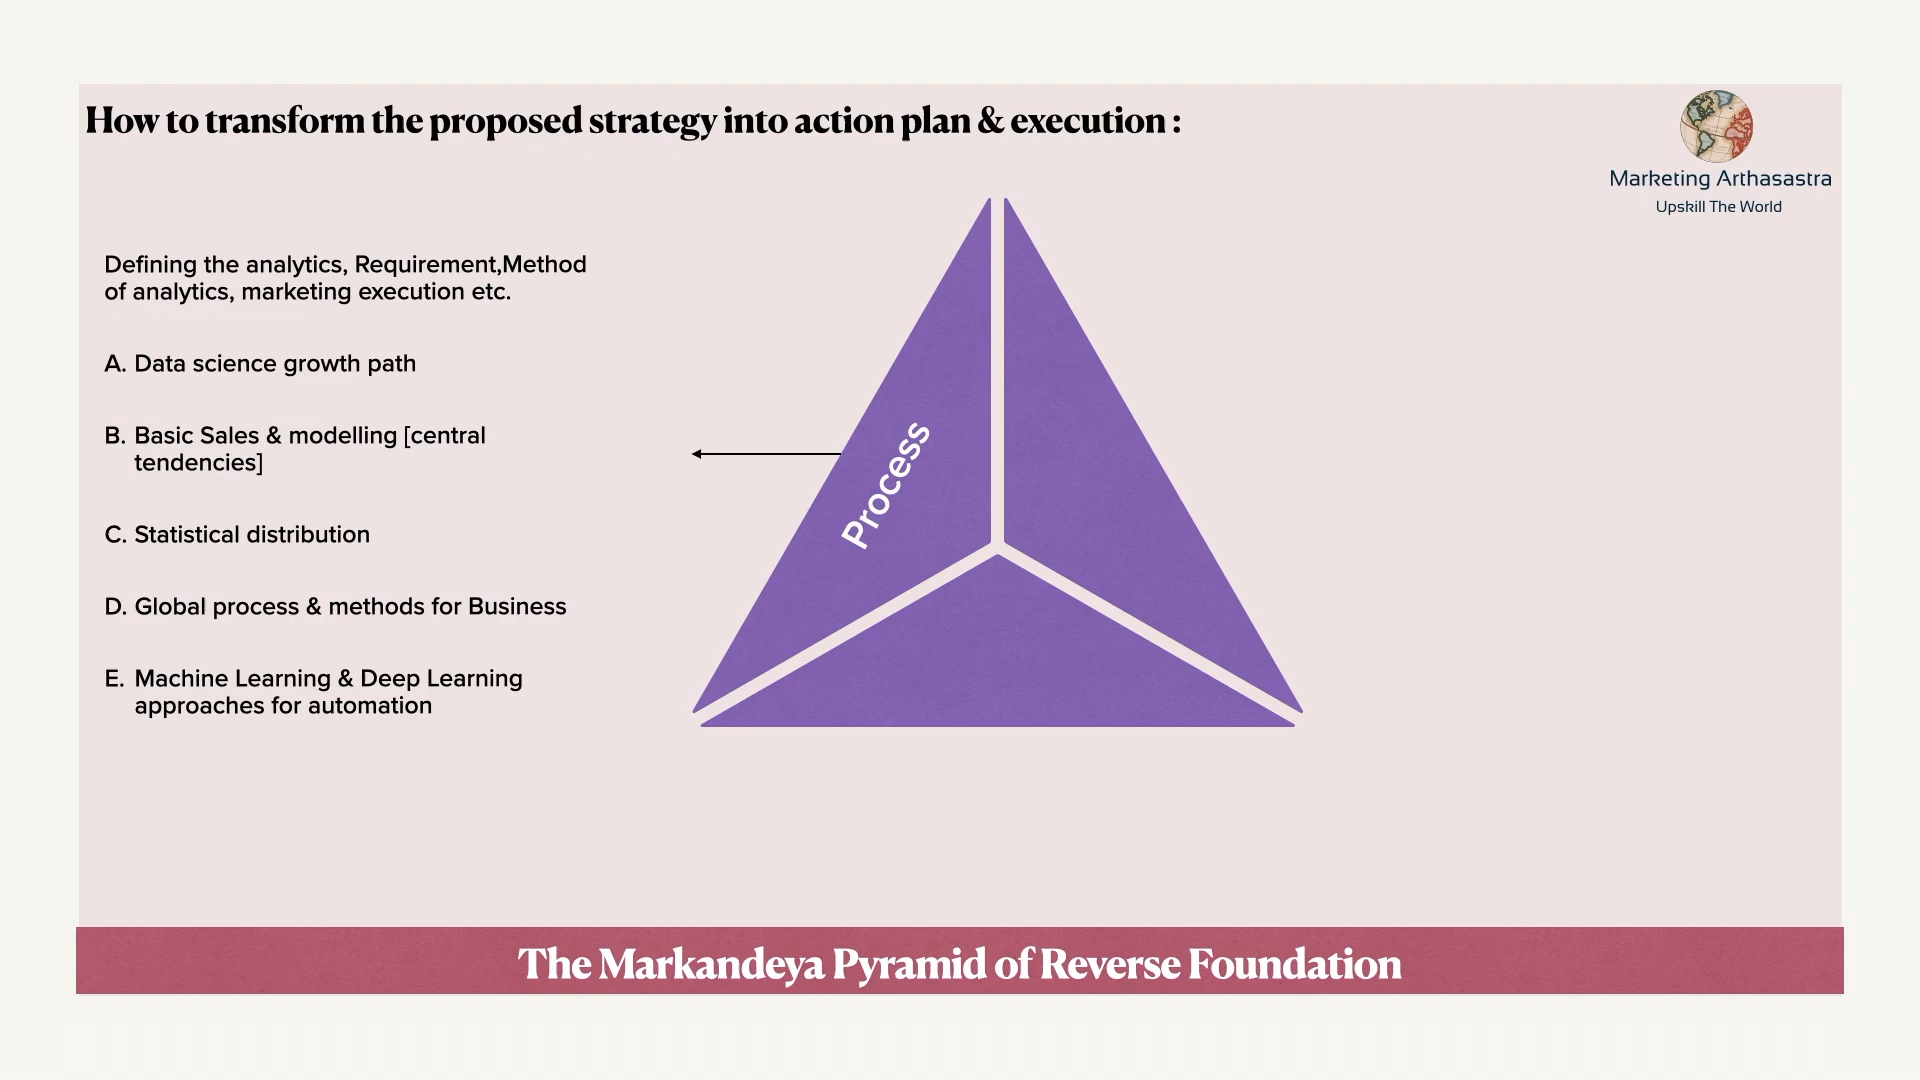 How to transform the proposed strategy into action plan & execution :
Marketing Arthasastra
Upskill The World
Defining the analytics, Requirement,Method
of analytics, marketing execution etc.
A. Data science growth path
B. Basic Sales & modelling [central
tendencies]
C. Statistical distribution
D. Global process & methods for Business
E. Machine Learning & Deep Learning
approaches for automation
Process
The Markandeya Pyramid of Reverse Foundation